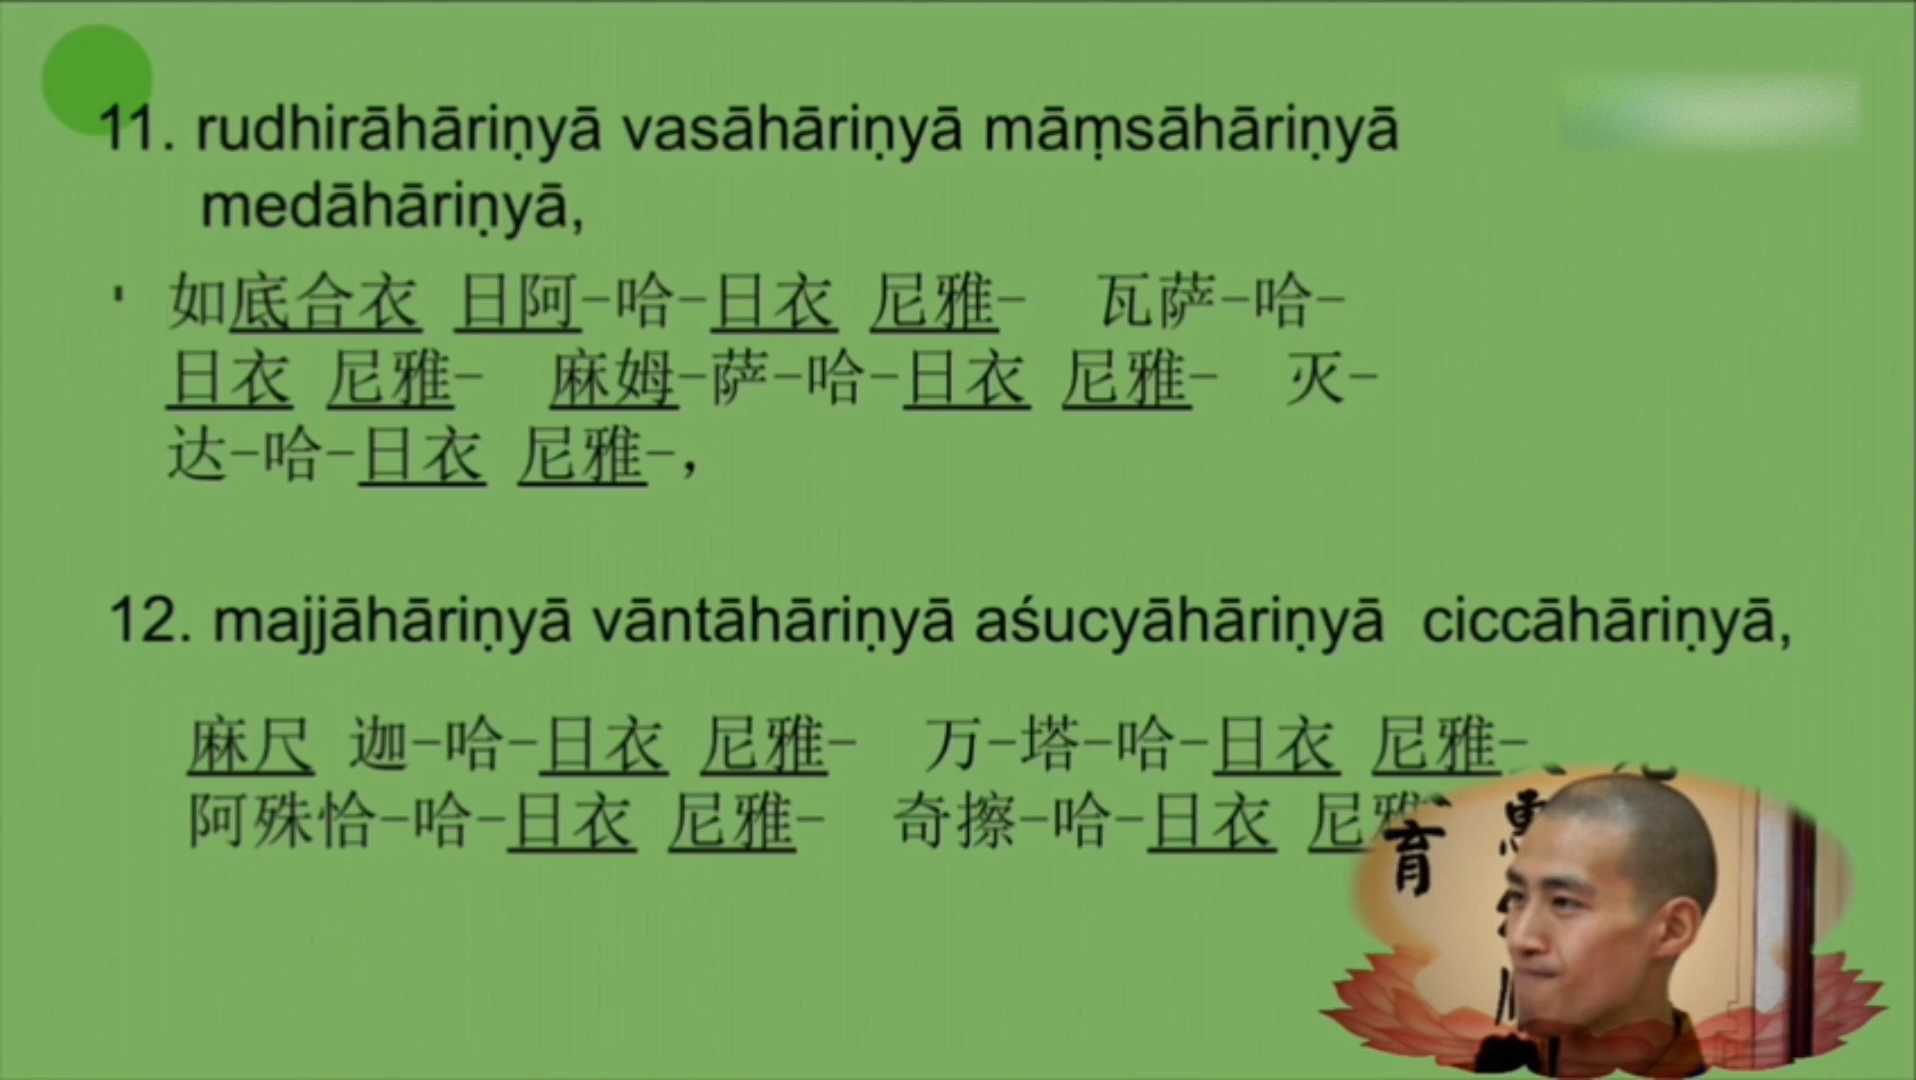 11. rudhirāhāriṇyā vasāhāriṇyā māṃsāhāriṇyā
medāhāriṇyā,
如底合衣 日阿-哈-日衣 尼雅- 瓦萨-哈-
日衣 尼雅- 麻姆-萨-哈-日衣 尼雅- 灭-
达-哈-日衣 尼雅-，
12. majjāhāriṇyā vāntāhāriṇyā aśucyāhāriṇyā ciccāhāriṇyā,
麻尺 迦-哈-日衣 尼雅- 万-塔-哈-日衣 尼雅-
阿殊恰-哈-日衣 尼雅- 奇擦-哈-日衣 尼雅
育